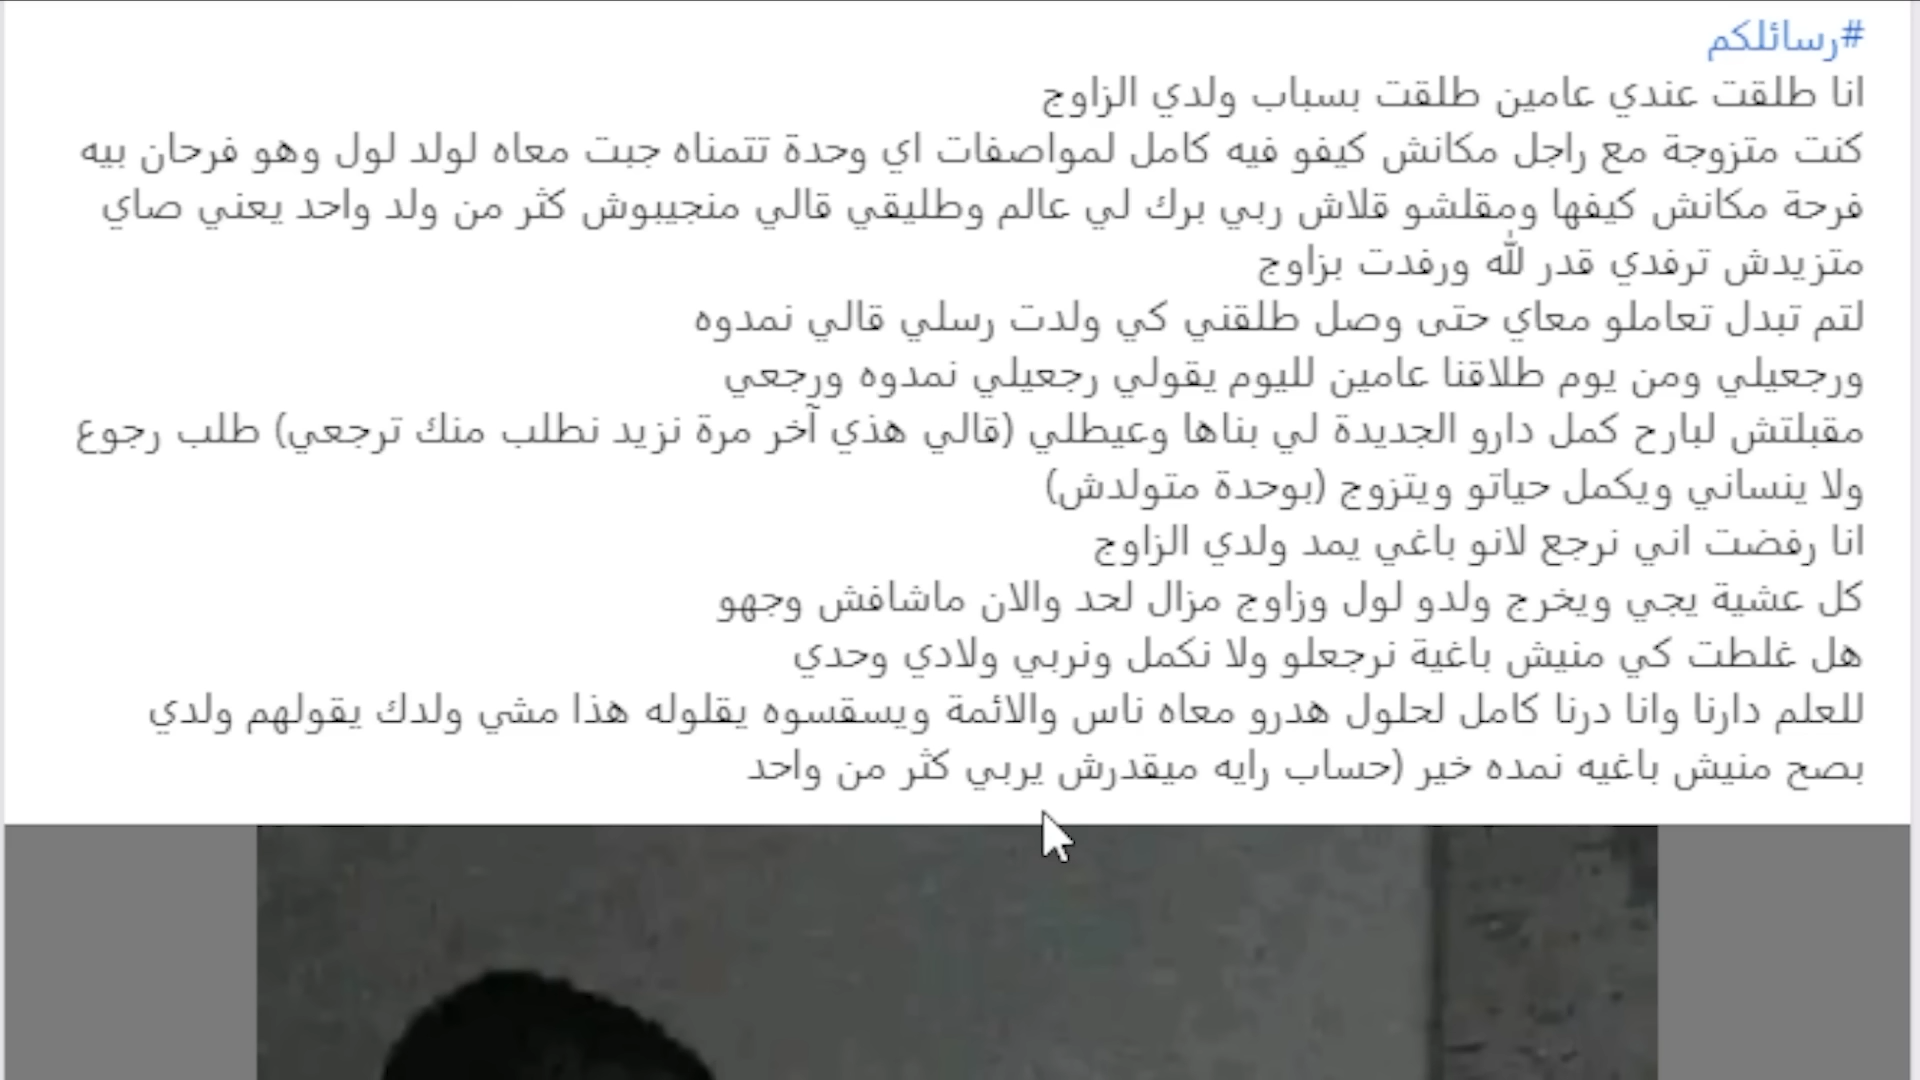 #رسائلكم
انا طلقت عندي عامين طلقت بسباب ولدي الزاوج
كنت متزوجة مع راجل مكانش كيفو فيه كامل لمواصفات اي وحدة تتمناه جبت معاه لولد لول وهو فرحان بيه
فرحة مكانش كيفها ومقلشو قلاش ربي برك لي عالم وطليقي قالي منجيبوش كثر من ولد واحد يعني صاي
متزيدش ترفدي قدر لله ورفدت بزاوج
لتم تبدل تعاملو معاي حتى وصل طلقني كي ولدت رسلي قالي نمدوه
ورجعيلي ومن يوم طلاقنا عامين لليوم يقولي رجعيلي نمدوه ورجعي
مقبلتش لبارح كمل دارو الجديدة لي بناها وعيطلي (قالي هذي آخر مرة نزيد نطلب منك ترجعي) طلب رجوع
ولا ينساني ويكمل حياتو ويتزوج (بوحدة متولدش)
انا رفضت اني نرجع لانو باغي يمد ولدي الزاوج
كل عشية يجي ويخرج ولدو لول وزاوج مزال لحد والان ماشافش وجهو
هل غلطت كي منيش باغية نرجعلو ولا نكمل ونربي ولادي وحدي
للعلم دارنا وانا درنا كامل لحلول هدرو معاه ناس والائمة ويسقسوه يقلوله هذا مشي ولدك يقولهم ولدي
بصح منيش باغيه نمده خير (حساب رايه ميقدرش يربي كثر من واحد